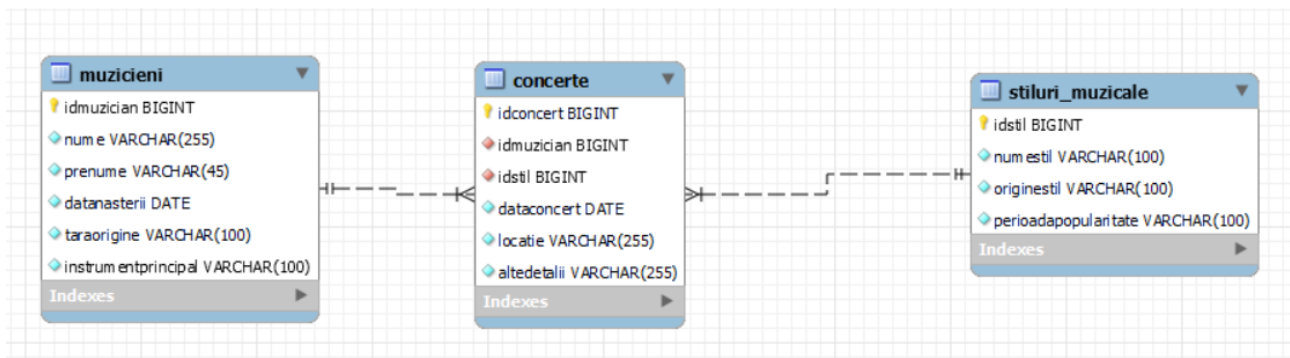 muzicieni
idmuzician BIGINT
nume VARCHAR(255)
prenume VARCHAR(45)
datanasterii DATE
taraorigine VARCHAR(100)
instrumentprincipal VARCHAR(100)
Indexes
concerte
idconcert BIGINT
idmuzician BIGINT
idstil BIGINT
dataconcert DATE
locatie VARCHAR(255)
altedetalii VARCHAR(255)
Indexes
stiluri_muzicale
idstil BIGINT
numestil VARCHAR(100)
originestil VARCHAR(100)
perioadapopularitate VARCHAR(100)
Indexes